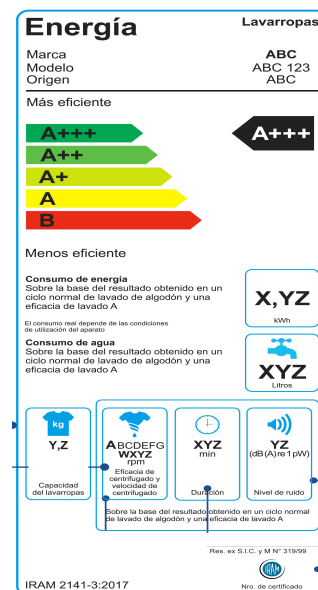 Energía
Lavarropas
Marca ABC
Modelo ABC 123
Origen ABC
Más eficiente
A+++ A+++
A++
A+
A
B
Menos eficiente
Consumo de energía
Sobre la base del resultado obtenido en un
ciclo normal de lavado de algodón y una
eficacia de lavado A
El consumo real depende de las condiciones
de utilización del aparato
X,YZ
kWh
Consumo de agua
Sobre la base del resultado obtenido en un
ciclo normal de lavado de algodón y una
eficacia de lavado A
XYZ
Litros
kg
Y,Z
Capacidad
del lavarropas
ABCDEFG
WXYZ
rpm
Eficacia de
centrifugado y
velocidad de
centrifugado
XYZ
min
Duración
YZ
(dB(A)re1pW)
Nivel de ruido
Sobre la base del resultado obtenido en un ciclo normal
de lavado de algodón y una eficacia de lavado A
Res. ex S.I.C. y M N° 319/99
IRAM
IRAM 2141-3:2017
Nro. de certificado